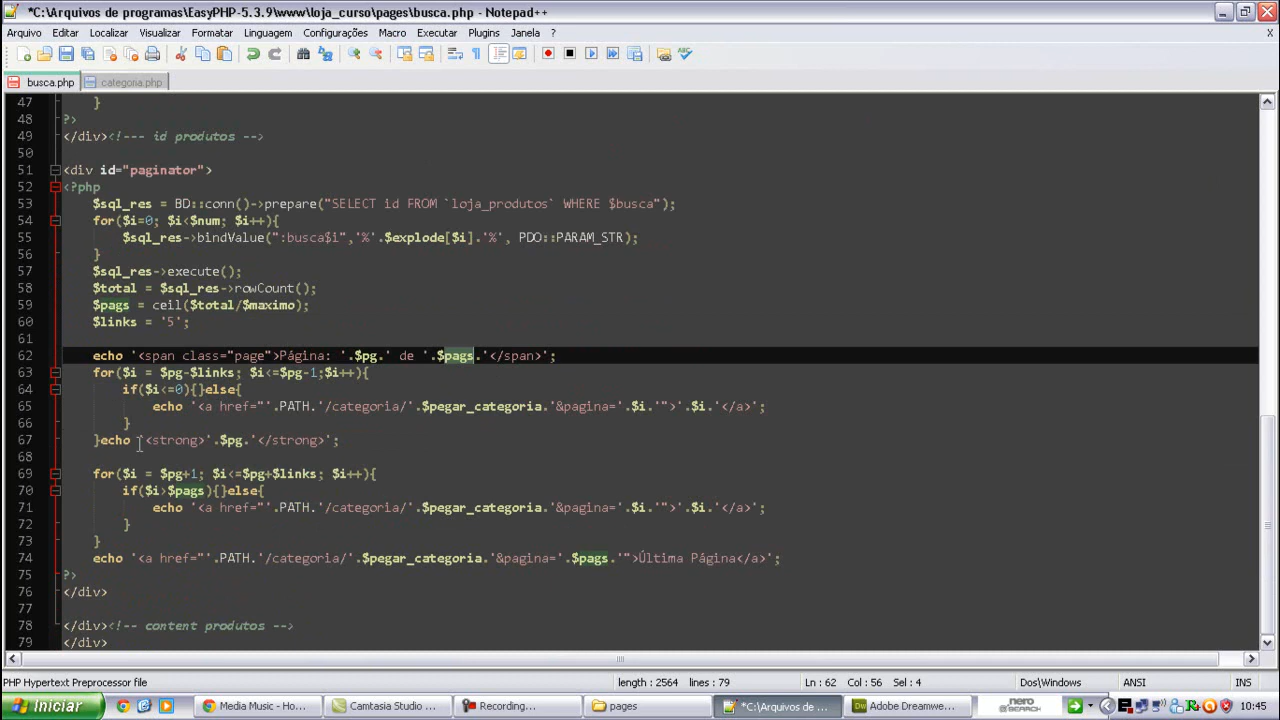 *C:\Arquivos de programas\EasyPHP-5.3.9\www\loja_curso\pages\busca.php - Notepad++
Arquivo Editar Localizar Visualizar Formatar Linguagem Configurações Macro Executar Plugins Janela ? X
busca.php categoria.php
47 }
48 ?>
49 </div><!--- id produtos -->
50
51 <div id="paginator">
52 <?php
53 $sql_res = BD::conn()->prepare("SELECT id FROM `loja_produtos` WHERE $busca");
54 for($i=0; $i<$num; $i++){
55 $sql_res->bindValue(":busca$i",'%'.$explode[$i].'%', PDO::PARAM_STR);
56 }
57 $sql_res->execute();
58 $total = $sql_res->rowCount();
59 $pags = ceil($total/$maximo);
60 $links = '5';
61
62 echo '<span class="page">Página: '.$pg.' de '.$pags.'</span>';
63 for($i = $pg-$links; $i<=$pg-1;$i++){
64 if($i<=0){}else{
65 echo '<a href="'.PATH.'/categoria/'.$pegar_categoria.'&pagina='.$i.'">'.$i.'</a>';
66 }
67 }echo '<strong>'.$pg.'</strong>';
68
69 for($i = $pg+1; $i<=$pg+$links; $i++){
70 if($i>$pags){}else{
71 echo '<a href="'.PATH.'/categoria/'.$pegar_categoria.'&pagina='.$i.'">'.$i.'</a>';
72 }
73 }
74 echo '<a href="'.PATH.'/categoria/'.$pegar_categoria.'&pagina='.$pags.'">Última Página</a>';
75 ?>
76 </div>
77
78 </div><!-- content produtos -->
79 </div>
PHP Hypertext Preprocessor file length : 2564 lines : 79 Ln : 62 Col : 56 Sel : 4 Dos\Windows ANSI INS
Iniciar Media Music - Ho... Camtasia Studio ... Recording... pages *C:\Arquivos de ... Adobe Dreamwe... nero SEARCH 10:45